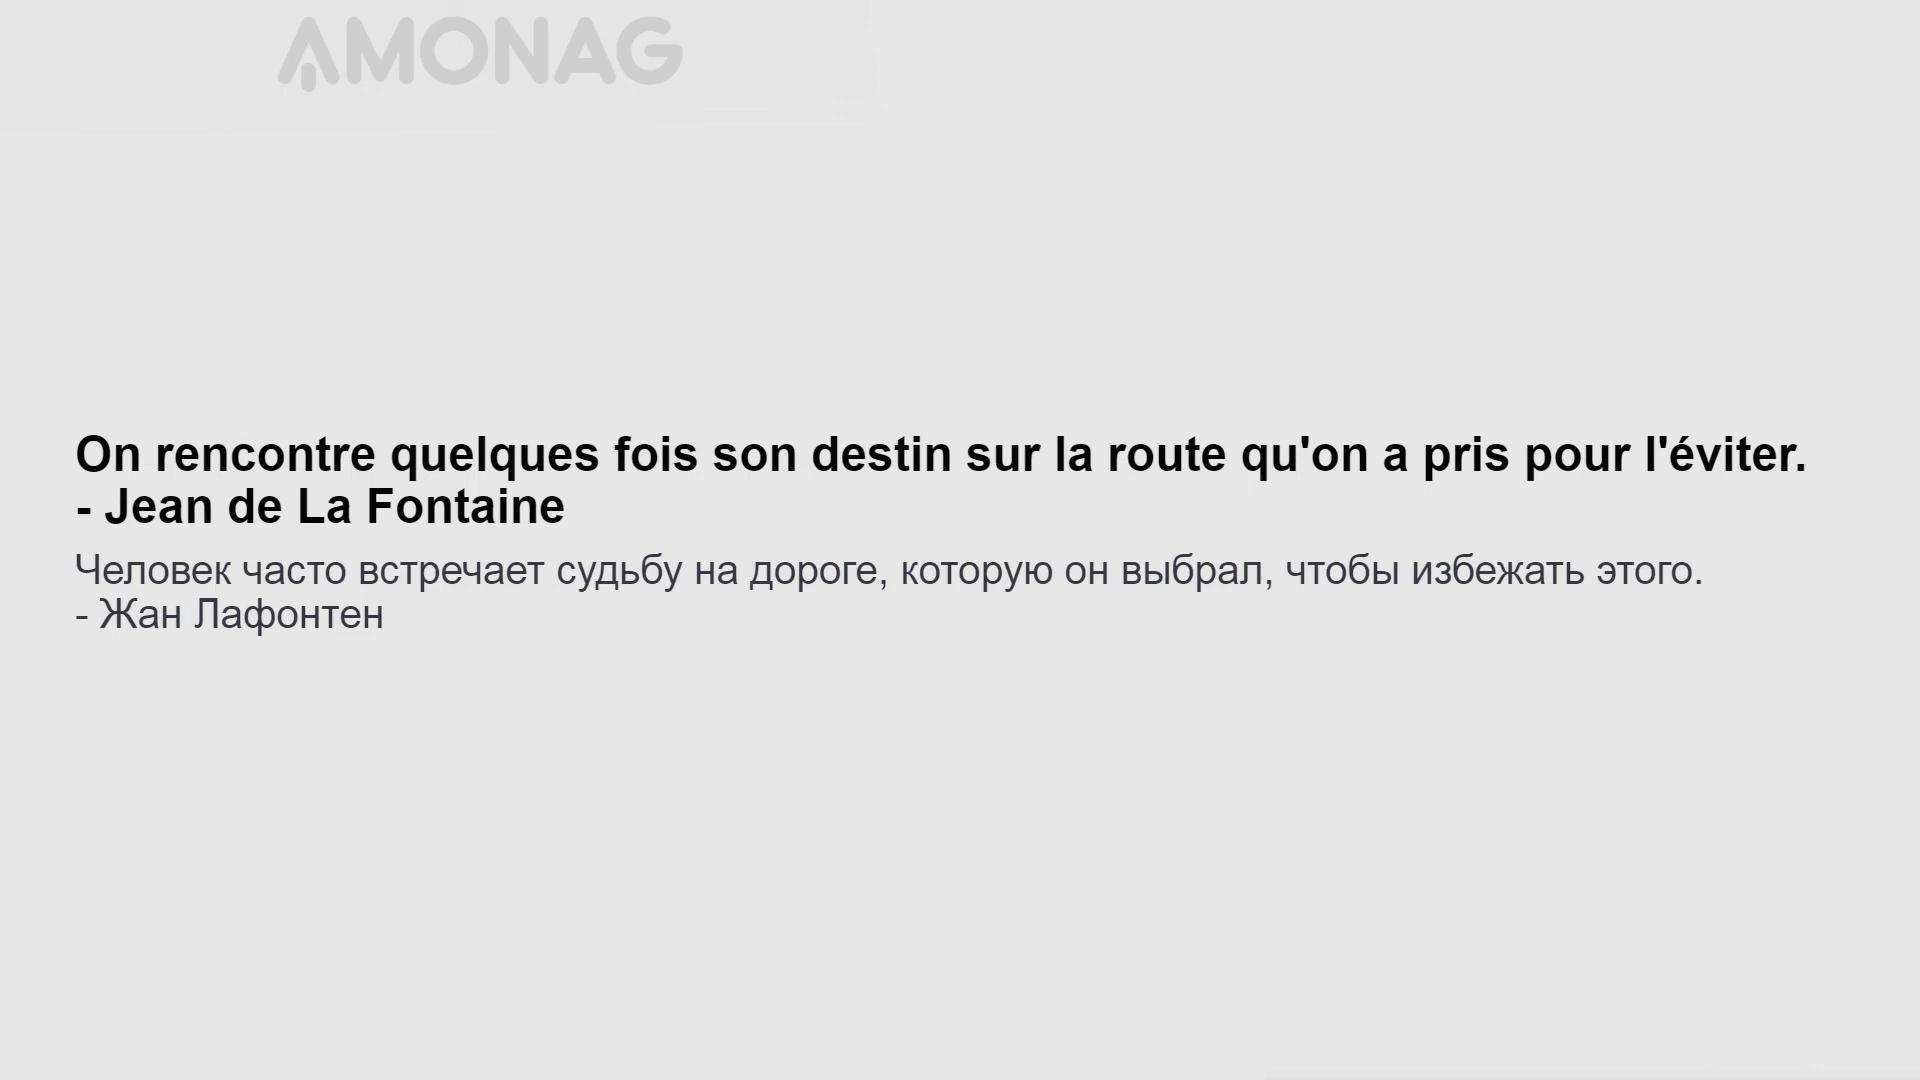 AMONAG
On rencontre quelques fois son destin sur la route qu'on a pris pour l'éviter.
- Jean de La Fontaine
Человек часто встречает судьбу на дороге, которую он выбрал, чтобы избежать этого.
- Жан Лафонтен